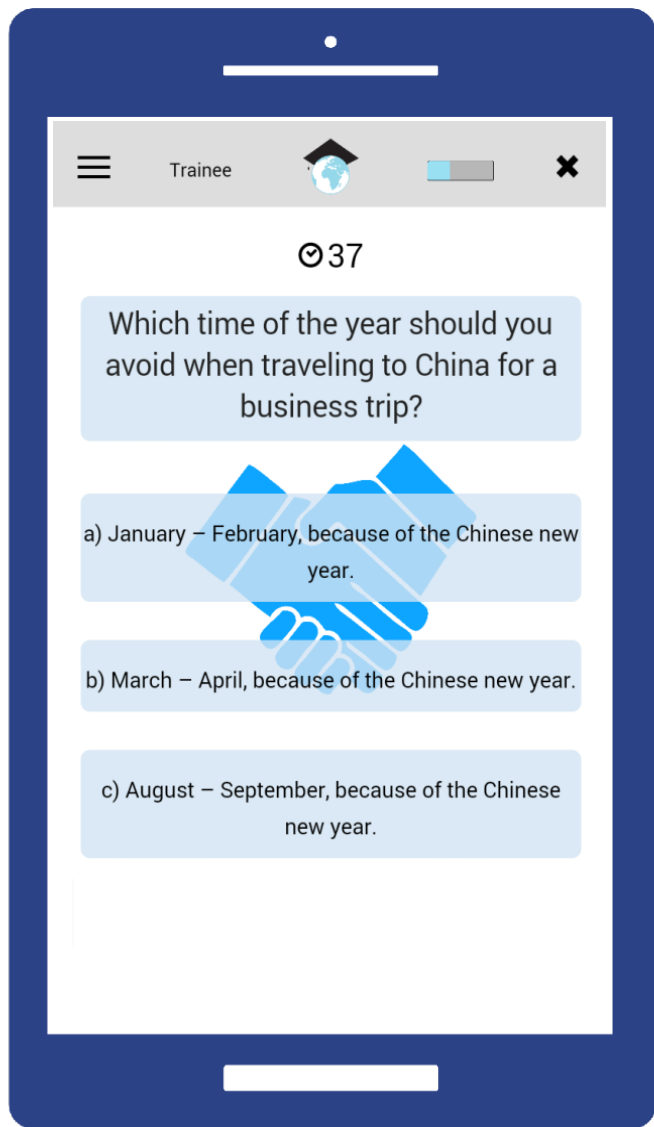 Trainee
37
Which time of the year should you
avoid when traveling to China for a
business trip?
a) January – February, because of the Chinese new
year.
b) March – April, because of the Chinese new year.
c) August – September, because of the Chinese
new year.